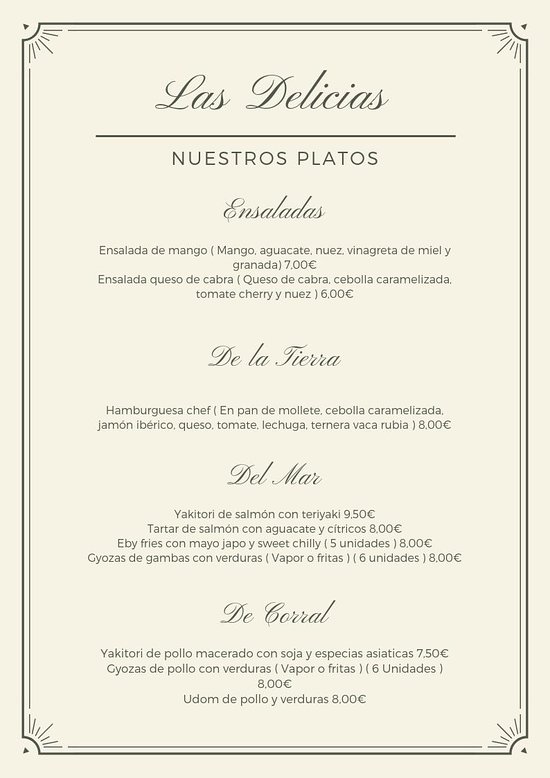 Las Delicias
NUESTROS PLATOS
Ensaladas
Ensalada de mango ( Mango, aguacate, nuez, vinagreta de miel y
granada) 7,00€
Ensalada queso de cabra ( Queso de cabra, cebolla caramelizada,
tomate cherry y nuez ) 6,00€
De la Tierra
Hamburguesa chef ( En pan de mollete, cebolla caramelizada,
jamón ibérico, queso, tomate, lechuga, ternera vaca rubia ) 8,00€
Del Mar
Yakitori de salmón con teriyaki 9,50€
Tartar de salmón con aguacate y cítricos 8,00€
Eby fries con mayo japo y sweet chilly ( 5 unidades ) 8,00€
Gyozas de gambas con verduras ( Vapor o fritas ) ( 6 unidades ) 8,00€
De Corral
Yakitori de pollo macerado con soja y especias asiaticas 7,50€
Gyozas de pollo con verduras ( Vapor o fritas ) ( 6 Unidades )
8,00€
Udom de pollo y verduras 8,00€